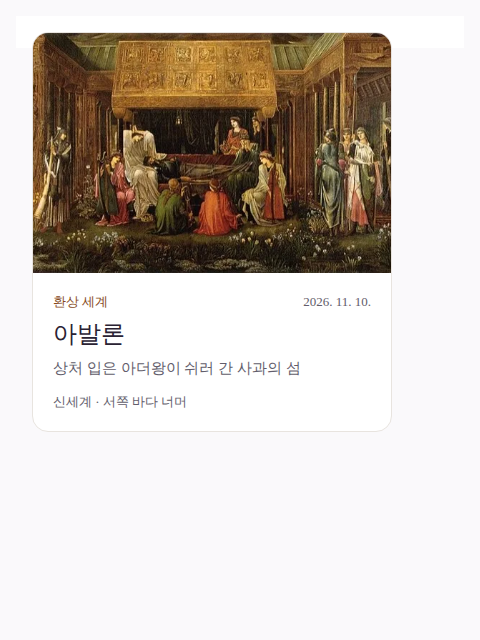 환상 세계
2026. 11. 10.
아발론
상처 입은 아더왕이 쉬러 간 사과의 섬
신세계 · 서쪽 바다 너머